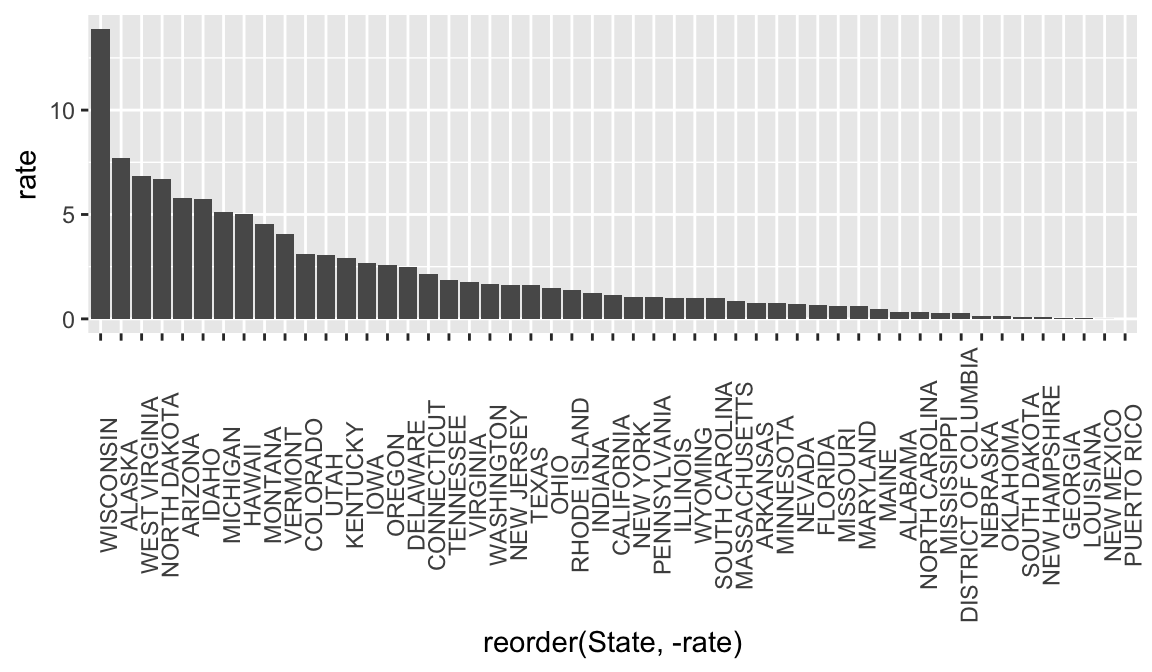 rate
10
5
0
WISCONSIN
ALASKA
WEST VIRGINIA
NORTH DAKOTA
ARIZONA
IDAHO
MICHIGAN
HAWAII
MONTANA
VERMONT
COLORADO
UTAH
KENTUCKY
IOWA
OREGON
DELAWARE
CONNECTICUT
TENNESSEE
VIRGINIA
WASHINGTON
NEW JERSEY
TEXAS
OHIO
RHODE ISLAND
INDIANA
CALIFORNIA
NEW YORK
PENNSYLVANIA
ILLINOIS
WYOMING
SOUTH CAROLINA
MASSACHUSETTS
ARKANSAS
MINNESOTA
NEVADA
FLORIDA
MISSOURI
MARYLAND
MAINE
ALABAMA
NORTH CAROLINA
MISSISSIPPI
DISTRICT OF COLUMBIA
NEBRASKA
OKLAHOMA
SOUTH DAKOTA
NEW HAMPSHIRE
GEORGIA
LOUISIANA
NEW MEXICO
PUERTO RICO
reorder(State, -rate)